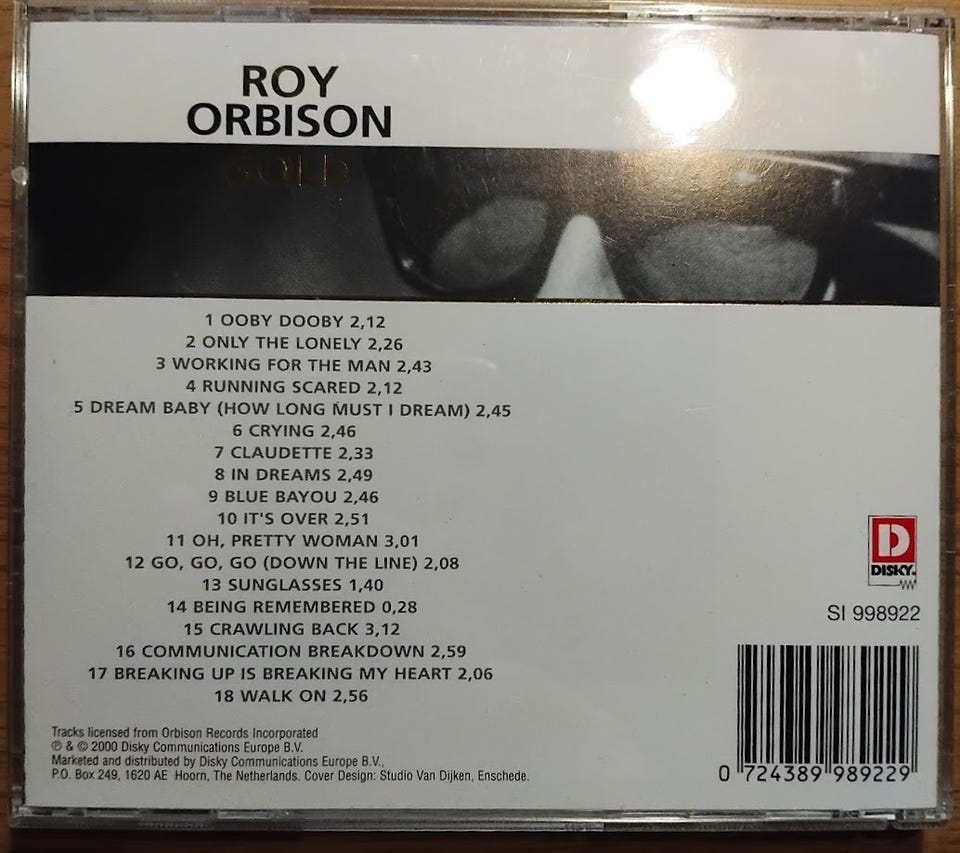 ROY
ORBISON
GOLD
1 OOBY DOOBY 2,12
2 ONLY THE LONELY 2,26
3 WORKING FOR THE MAN 2,43
4 RUNNING SCARED 2,12
5 DREAM BABY (HOW LONG MUST I DREAM) 2,45
6 CRYING 2,46
7 CLAUDETTE 2,33
8 IN DREAMS 2,49
9 BLUE BAYOU 2,46
10 IT'S OVER 2,51
11 OH, PRETTY WOMAN 3,01
12 GO, GO, GO (DOWN THE LINE) 2,08
13 SUNGLASSES 1,40
14 BEING REMEMBERED 0,28
15 CRAWLING BACK 3,12
16 COMMUNICATION BREAKDOWN 2,59
17 BREAKING UP IS BREAKING MY HEART 2,06
18 WALK ON 2,56
D
DISKY.
SI 998922
Tracks licensed from Orbison Records Incorporated
℗ & © 2000 Disky Communications Europe B.V.
Marketed and distributed by Disky Communications Europe B.V.,
P.O. Box 249, 1620 AE Hoorn, The Netherlands. Cover Design: Studio Van Dijken, Enschede.
0 724389 989229